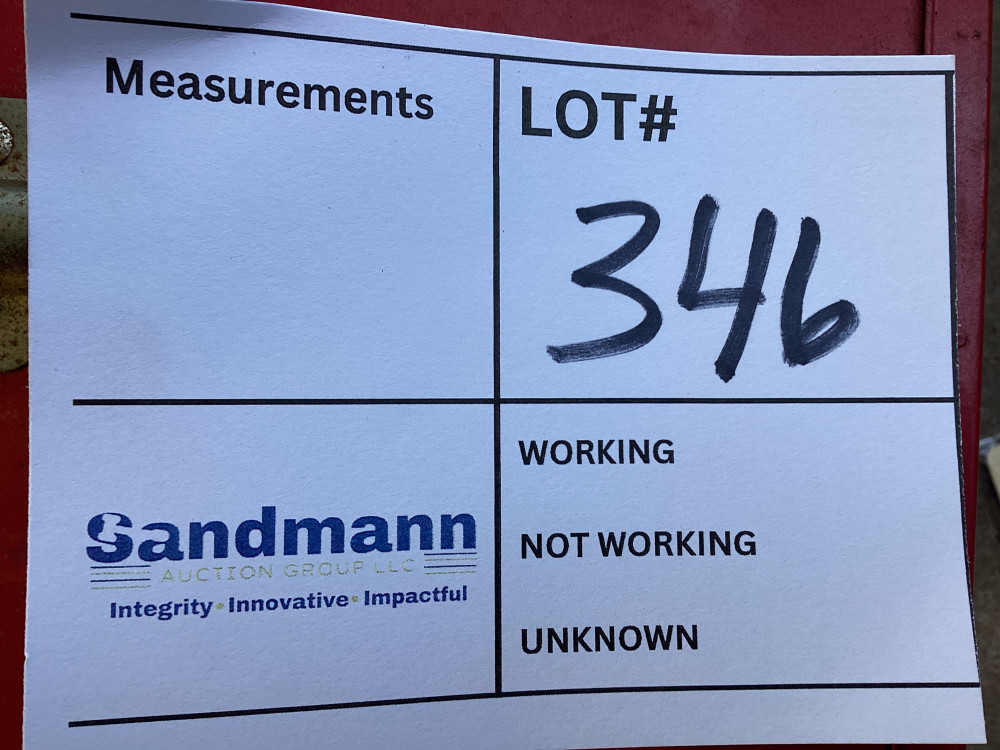 Measurements
LOT#
346
WORKING
NOT WORKING
UNKNOWN
Sandmann
AUCTION GROUP LLC
Integrity • Innovative • Impactful